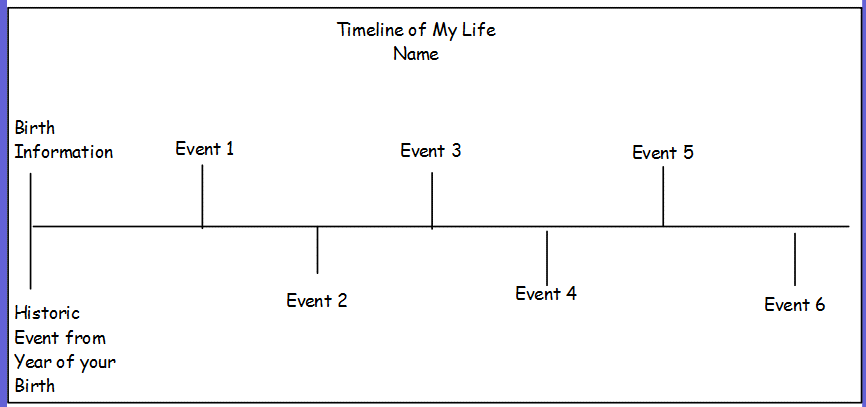 Timeline of My Life
Name
Birth
Information
Event 1
Event 3
Event 5
Event 2
Event 4
Event 6
Historic
Event from
Year of your
Birth